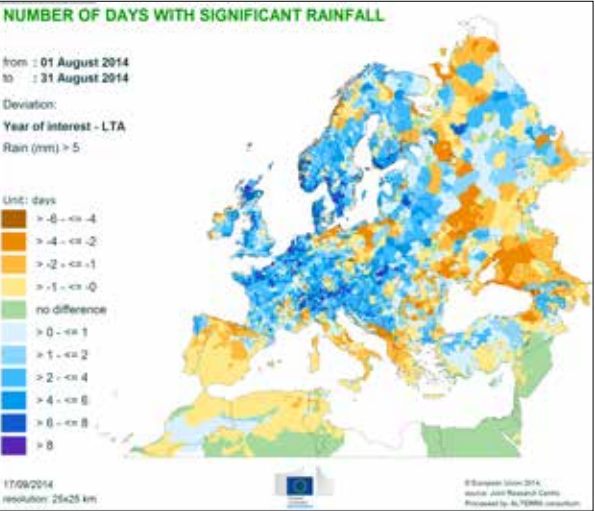 NUMBER OF DAYS WITH SIGNIFICANT RAINFALL
from : 01 August 2014
to : 31 August 2014
Deviation:
Year of interest - LTA
Rain (mm) > 5
Unit: days
> -6 - <= -4
> -4 - <= -2
> -2 - <= -1
> -1 - <= -0
no difference
> 0 - <= 1
> 1 - <= 2
> 2 - <= 4
> 4 - <= 6
> 6 - <= 8
> 8
17/09/2014
resolution: 25x25 km
© European Union 2014
source: Joint Research Centre
Processed by ALTERRA consortium